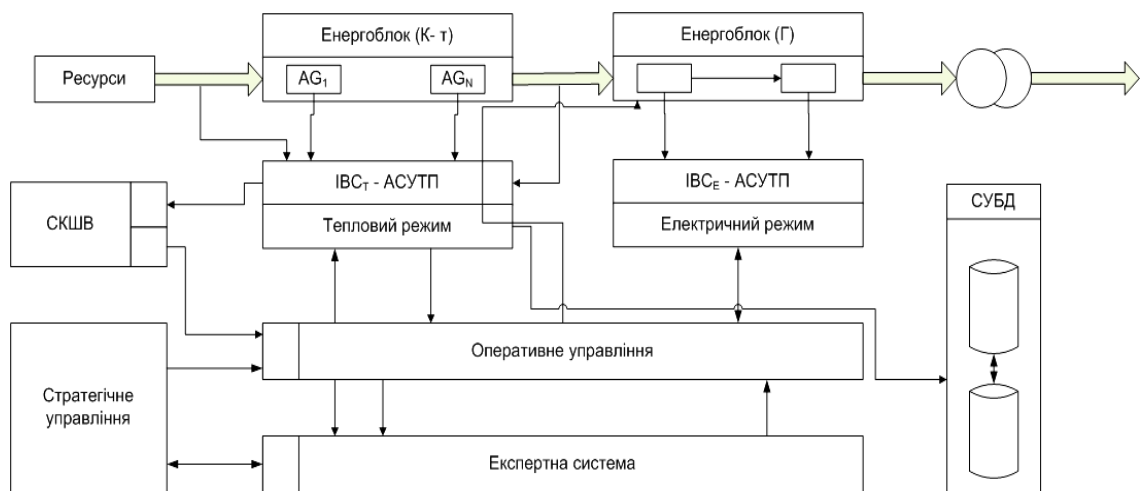 Енергоблок (К- т)
Енергоблок (Г)
Ресурси
AG1
AGN
ІВСТ - АСУТП
ІВСЕ - АСУТП
СУБД
СКШВ
Тепловий режим
Електричний режим
Оперативне управління
Стратегічне
управління
Експертна система